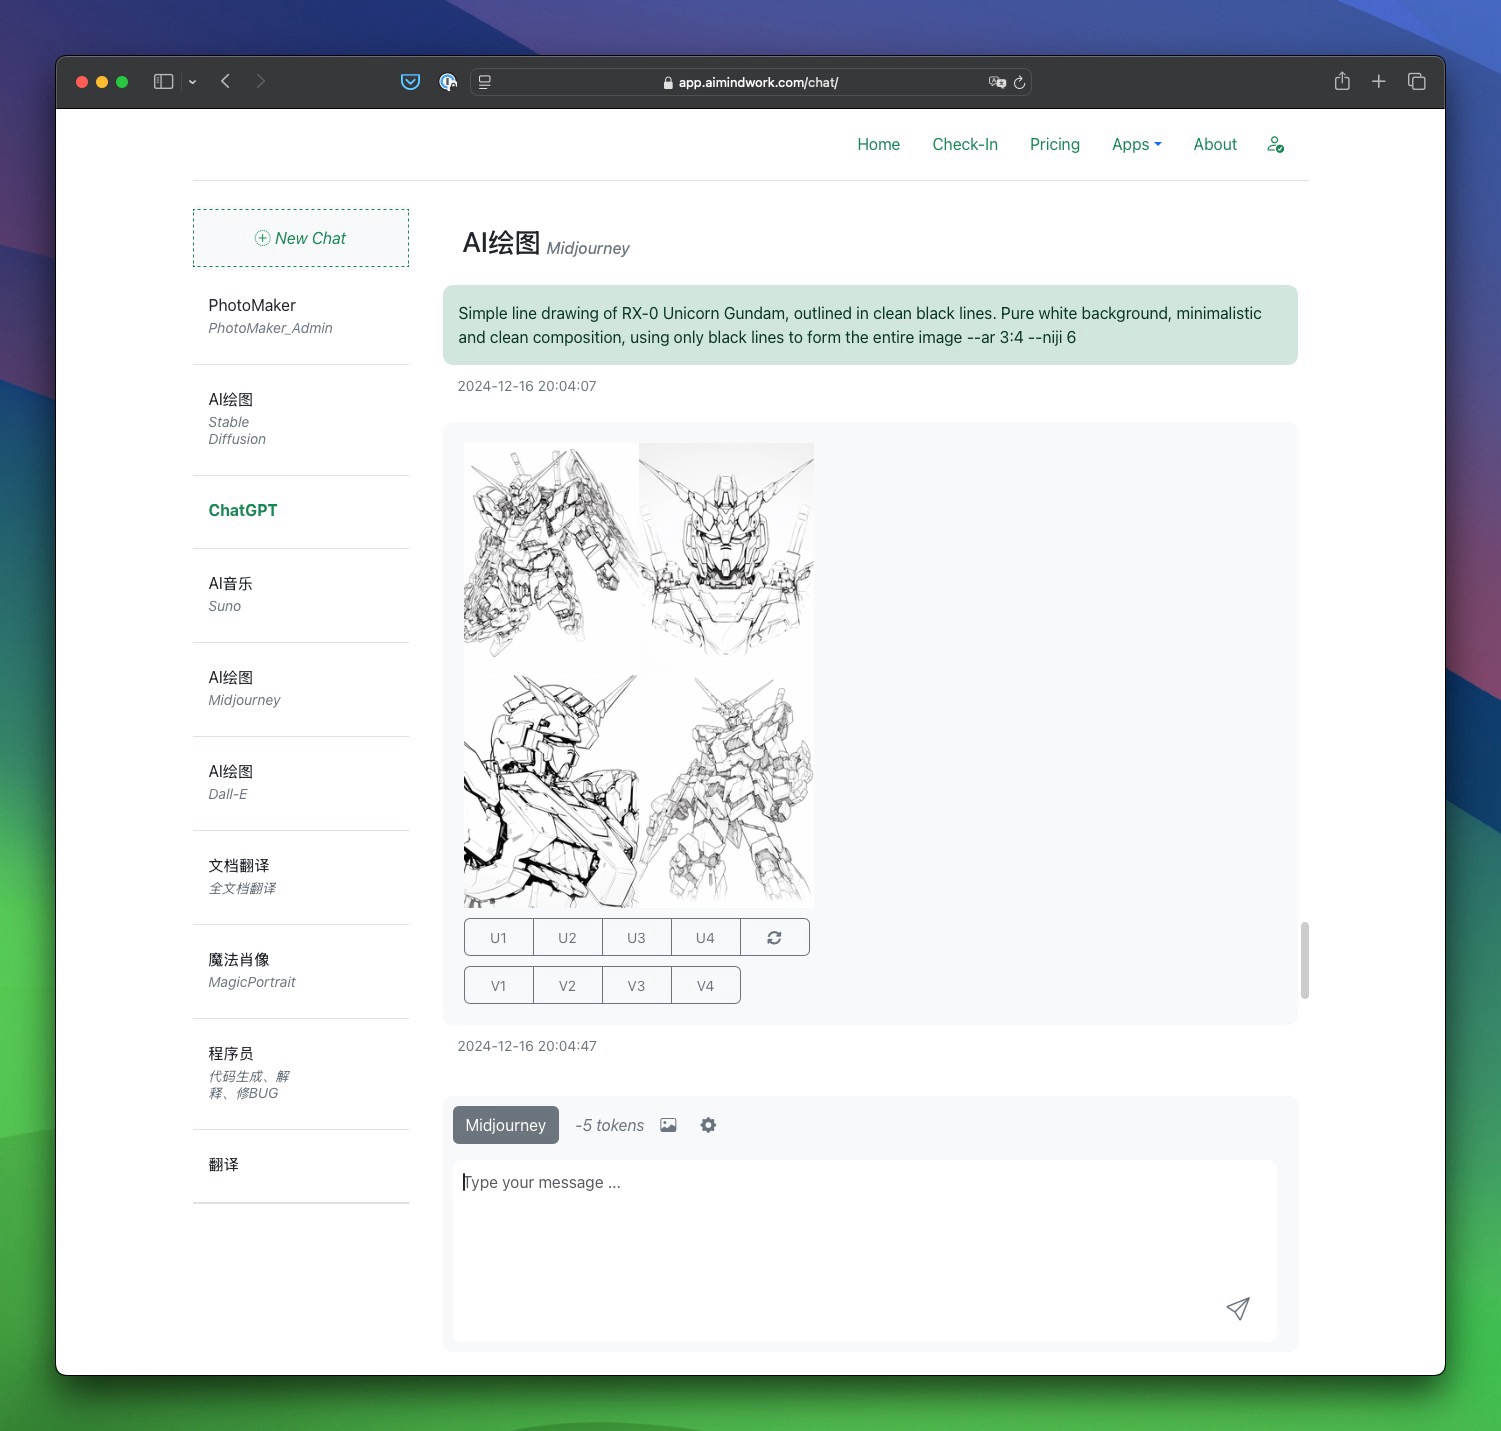 app.aimindwork.com/chat/
Home
Check-In
Pricing
Apps
About
New Chat
PhotoMaker
PhotoMaker_Admin
AI绘图
Stable
Diffusion
ChatGPT
AI音乐
Suno
AI绘图
Midjourney
AI绘图
Dall-E
文档翻译
全文档翻译
魔法肖像
MagicPortrait
程序员
代码生成、解
释、修BUG
翻译
AI绘图 Midjourney
Simple line drawing of RX-0 Unicorn Gundam, outlined in clean black lines. Pure white background, minimalistic
and clean composition, using only black lines to form the entire image --ar 3:4 --niji 6
2024-12-16 20:04:07
U1
U2
U3
U4
V1
V2
V3
V4
2024-12-16 20:04:47
Midjourney
-5 tokens
Type your message ...